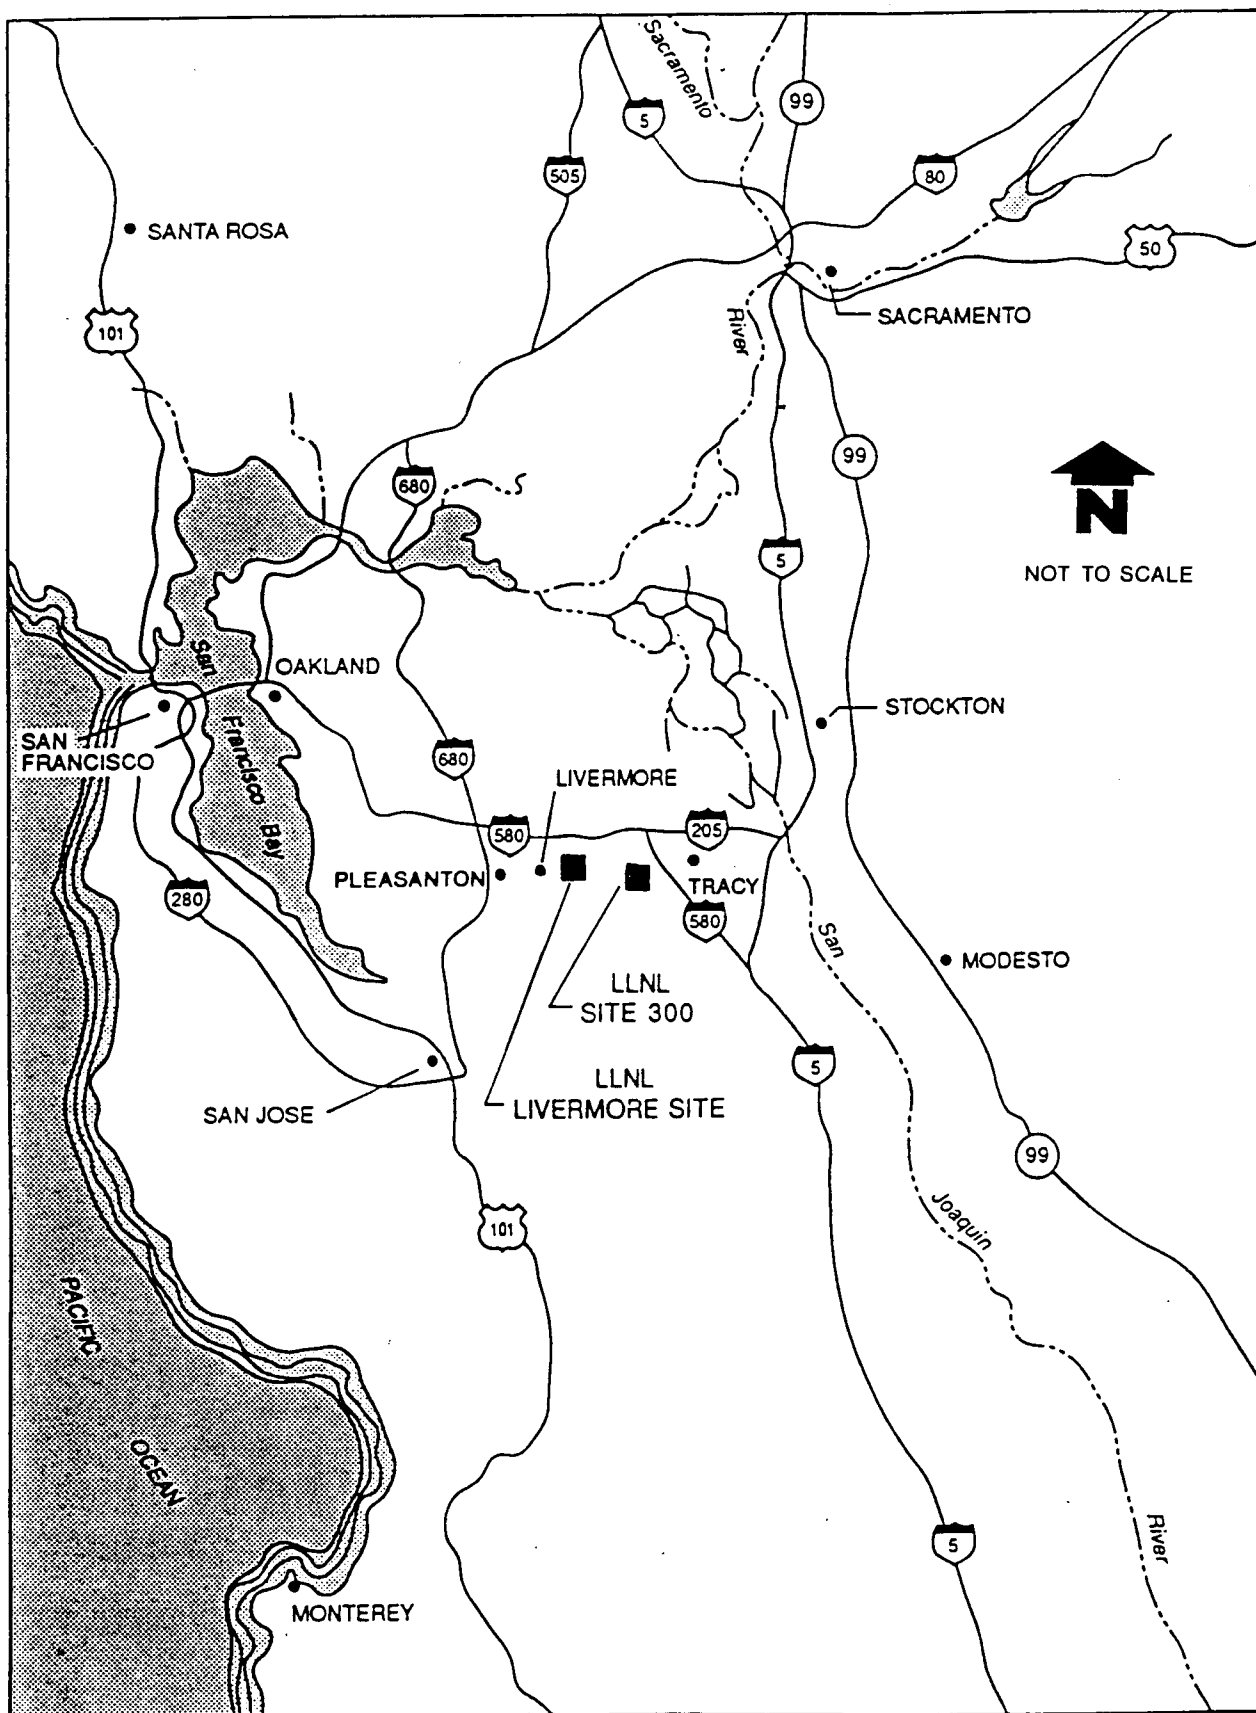 Sacramento
99
5
505
80
SANTA ROSA
50
101
SACRAMENTO
River
99
680
N
5
NOT TO SCALE
San
OAKLAND
STOCKTON
SAN
FRANCISCO
Francisco
680
LIVERMORE
Bay
580
205
PLEASANTON
TRACY
280
580
San
MODESTO
LLNL
SITE 300
5
LLNL
LIVERMORE SITE
SAN JOSE
99
Joaquin
101
PACIFIC
OCEAN
River
5
MONTEREY